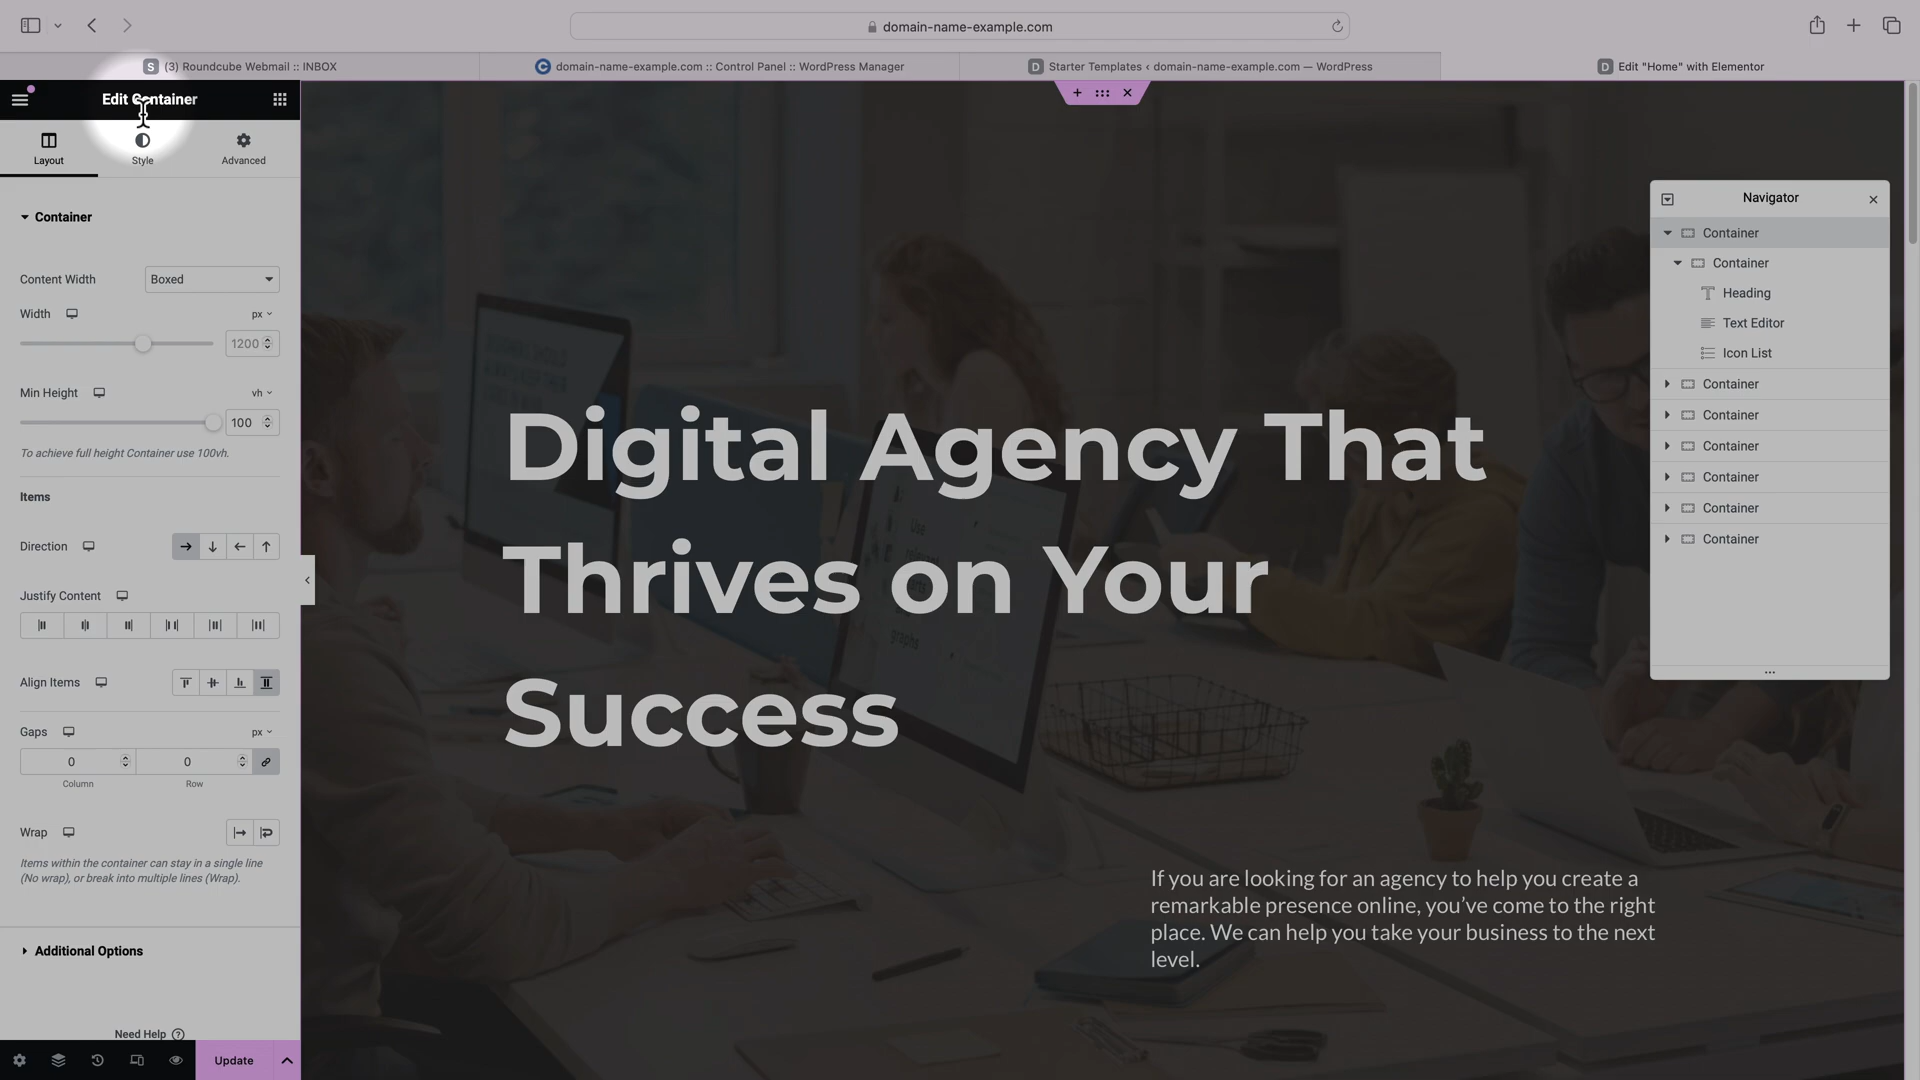 domain-name-example.com
S (3) Roundcube Webmail :: INBOX
domain-name-example.com :: Control Panel :: WordPress Manager
D Starter Templates ‹ domain-name-example.com — WordPress
D Edit "Home" with Elementor
Edit Container
Layout
Style
Advanced
Container
Content Width
Boxed
Width
px
1200
Min Height
vh
100
To achieve full height Container use 100vh.
Items
Direction
Justify Content
Align Items
Gaps
px
0
0
Column
Row
Wrap
Items within the container can stay in a single line
(No wrap), or break into multiple lines (Wrap).
Additional Options
Need Help
Update
Digital Agency That
Thrives on Your
Success
If you are looking for an agency to help you create a
remarkable presence online, you've come to the right
place. We can help you take your business to the next
level.
Navigator
Container
Container
Heading
Text Editor
Icon List
Container
Container
Container
Container
Container
Container